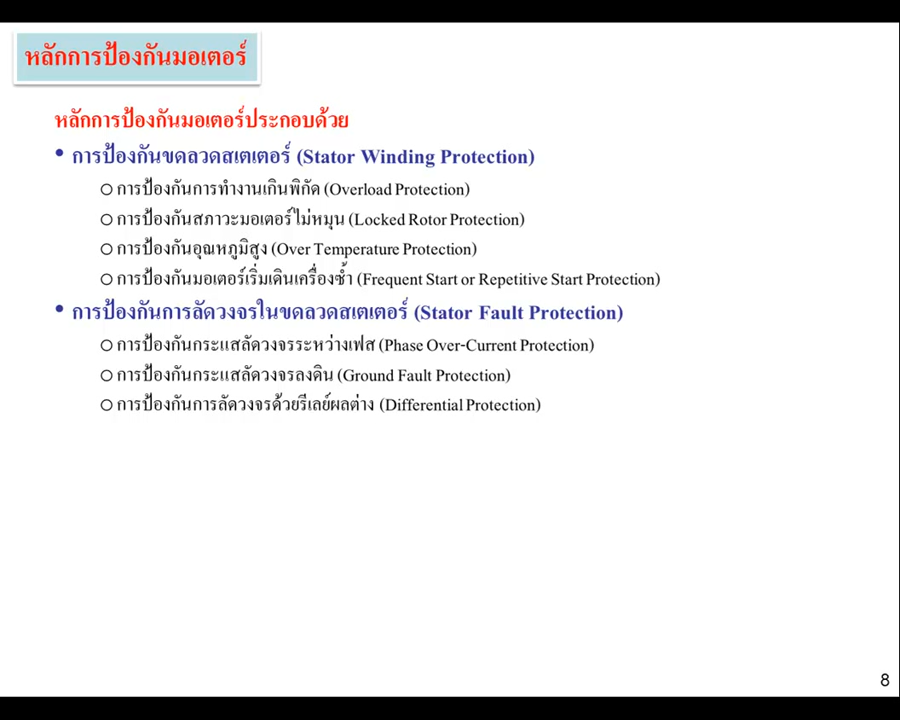 หลักการป้องกันมอเตอร์
หลักการป้องกันมอเตอร์ประกอบด้วย
• การป้องกันขดลวดสเตเตอร์ (Stator Winding Protection)
○ การป้องกันการทำงานเกินพิกัด (Overload Protection)
○ การป้องกันสภาวะมอเตอร์ไม่หมุน (Locked Rotor Protection)
○ การป้องกันอุณหภูมิสูง (Over Temperature Protection)
○ การป้องกันมอเตอร์เริ่มเดินเครื่องซ้ำ (Frequent Start or Repetitive Start Protection)
• การป้องกันการลัดวงจรในขดลวดสเตเตอร์ (Stator Fault Protection)
○ การป้องกันกระแสลัดวงจรระหว่างเฟส (Phase Over-Current Protection)
○ การป้องกันกระแสลัดวงจรลงดิน (Ground Fault Protection)
○ การป้องกันการลัดวงจรด้วยรีเลย์ผลต่าง (Differential Protection)
8